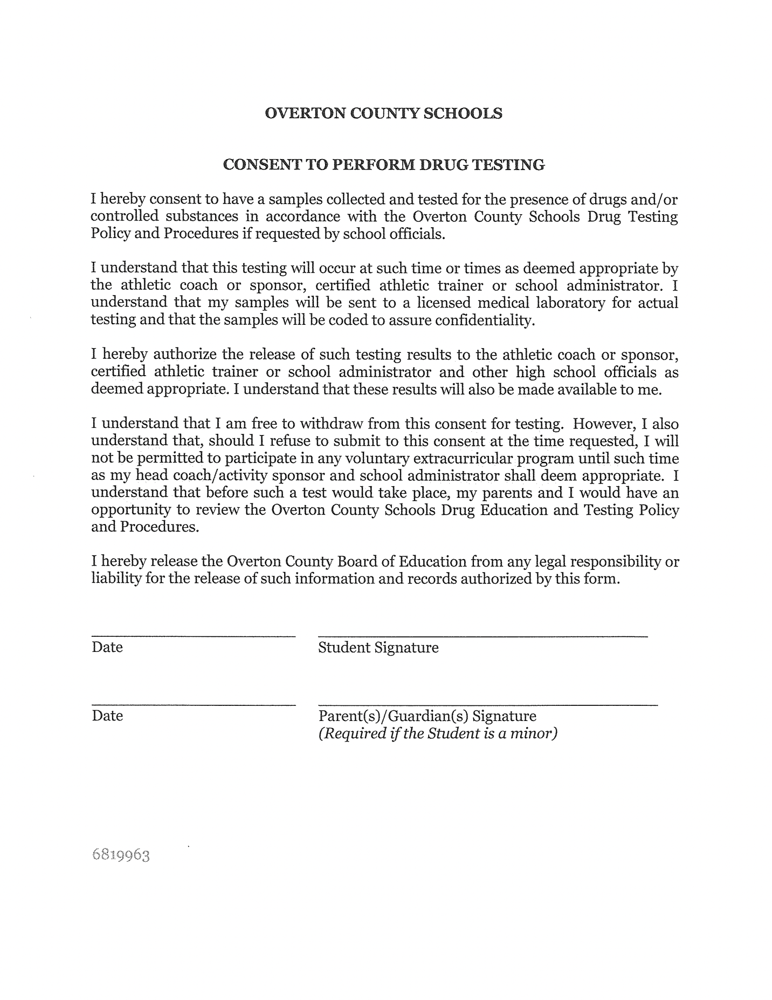 OVERTON COUNTY SCHOOLS
CONSENT TO PERFORM DRUG TESTING
I hereby consent to have a samples collected and tested for the presence of drugs and/or
controlled substances in accordance with the Overton County Schools Drug Testing
Policy and Procedures if requested by school officials.
I understand that this testing will occur at such time or times as deemed appropriate by
the athletic coach or sponsor, certified athletic trainer or school administrator. I
understand that my samples will be sent to a licensed medical laboratory for actual
testing and that the samples will be coded to assure confidentiality.
I hereby authorize the release of such testing results to the athletic coach or sponsor,
certified athletic trainer or school administrator and other high school officials as
deemed appropriate. I understand that these results will also be made available to me.
I understand that I am free to withdraw from this consent for testing. However, I also
understand that, should I refuse to submit to this consent at the time requested, I will
not be permitted to participate in any voluntary extracurricular program until such time
as my head coach/activity sponsor and school administrator shall deem appropriate. I
understand that before such a test would take place, my parents and I would have an
opportunity to review the Overton County Schools Drug Education and Testing Policy
and Procedures.
I hereby release the Overton County Board of Education from any legal responsibility or
liability for the release of such information and records authorized by this form.
Date Student Signature
Date Parent(s)/Guardian(s) Signature
(Required if the Student is a minor)
6819963